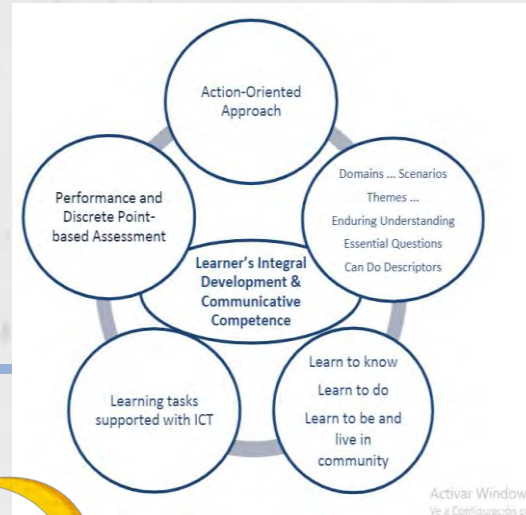 Action-Oriented
Approach
Domains ... Scenarios
Themes ...
Enduring Understanding
Essential Questions
Can Do Descriptors
Learn to know
Learn to do
Learn to be and
live in
community
Learning tasks
supported with ICT
Performance and
Discrete Point-
based Assessment
Learner's Integral
Development &
Communicative
Competence
Activar Window
Ve a Configuración p